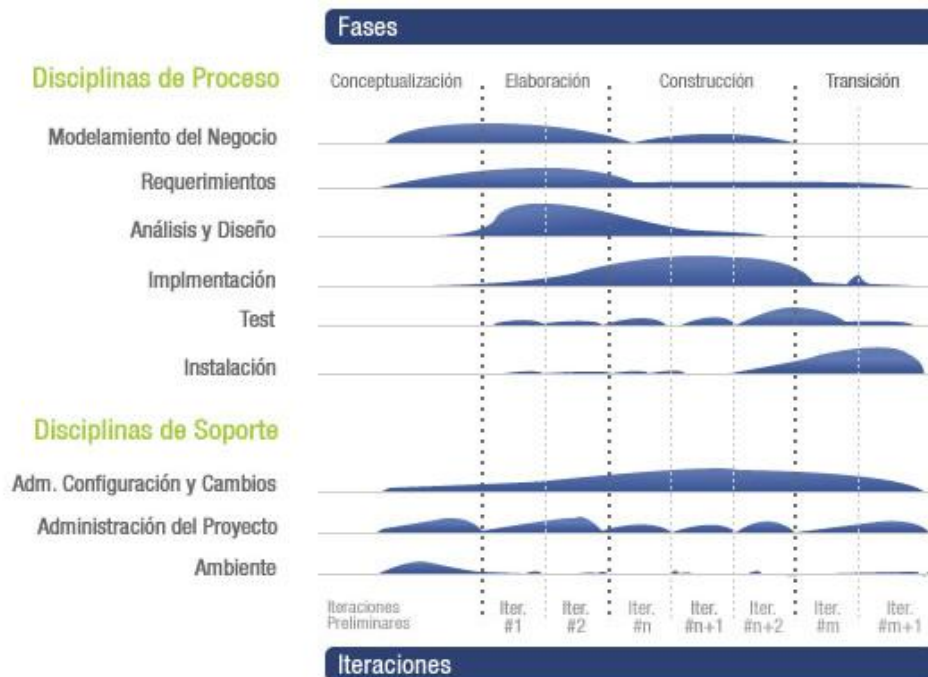 Fases
Disciplinas de Proceso
Conceptualización
Elaboración
Construcción
Transición
Modelamiento del Negocio
Requerimientos
Análisis y Diseño
Implmentación
Test
Instalación
Disciplinas de Soporte
Adm. Configuración y Cambios
Administración del Proyecto
Ambiente
Iteraciones
Preliminares
Iter.
#1
Iter.
#2
Iter.
#n
Iter.
#n+1
Iter.
#n+2
Iter.
#m
Iter.
#m+1
Iteraciones